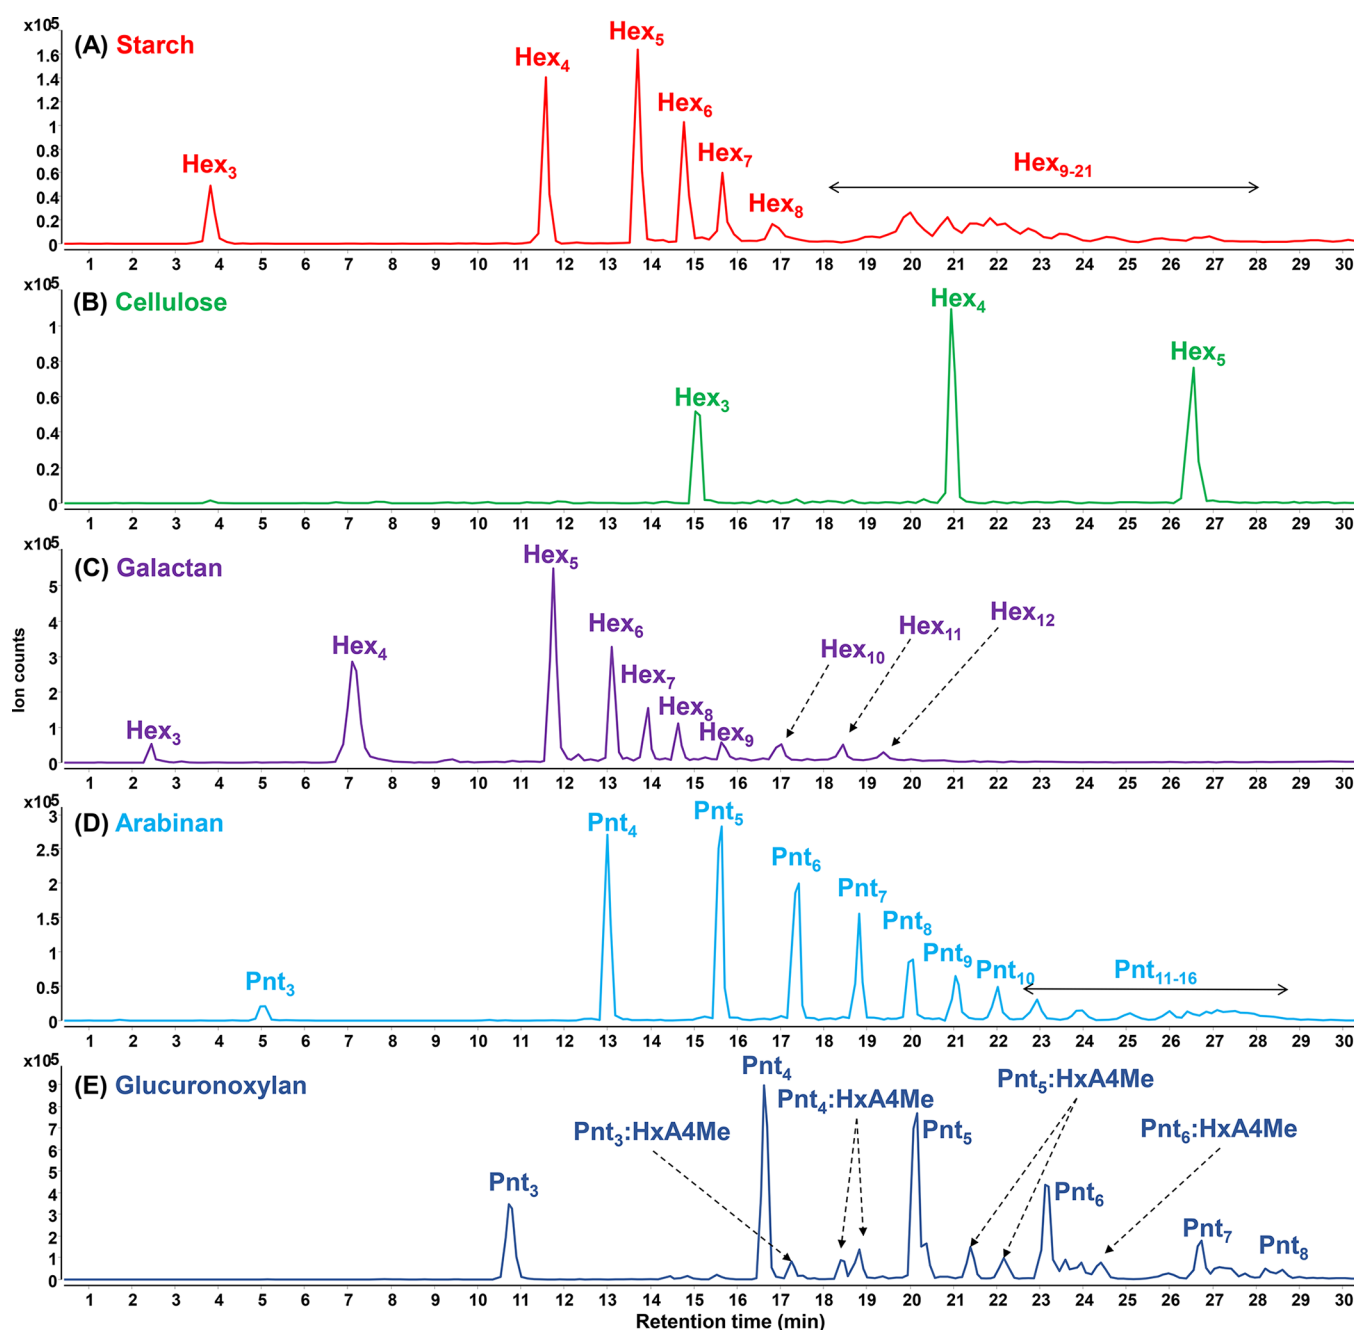 x10⁵
(A) Starch
Hex₃
Hex₄
Hex₅
Hex₆
Hex₇
Hex₈
Hex₉₋₂₁
1.6
1.4
1.2
1
0.8
0.6
0.4
0.2
0
1 2 3 4 5 6 7 8 9 10 11 12 13 14 15 16 17 18 19 20 21 22 23 24 25 26 27 28 29 30
x10⁵
(B) Cellulose
Hex₃
Hex₄
Hex₅
1
0.8
0.6
0.4
0.2
0
1 2 3 4 5 6 7 8 9 10 11 12 13 14 15 16 17 18 19 20 21 22 23 24 25 26 27 28 29 30
x10⁵
(C) Galactan
Hex₃
Hex₄
Hex₅
Hex₆
Hex₇
Hex₈
Hex₉
Hex₁₀
Hex₁₁
Hex₁₂
5
4
3
2
1
0
Ion counts
1 2 3 4 5 6 7 8 9 10 11 12 13 14 15 16 17 18 19 20 21 22 23 24 25 26 27 28 29 30
x10⁵
(D) Arabinan
Pnt₃
Pnt₄
Pnt₅
Pnt₆
Pnt₇
Pnt₈
Pnt₉
Pnt₁₀
Pnt₁₁₋₁₆
3
2.5
2
1.5
1
0.5
0
1 2 3 4 5 6 7 8 9 10 11 12 13 14 15 16 17 18 19 20 21 22 23 24 25 26 27 28 29 30
x10⁵
(E) Glucuronoxylan
Pnt₃
Pnt₃:HxA4Me
Pnt₄
Pnt₄:HxA4Me
Pnt₅
Pnt₅:HxA4Me
Pnt₆
Pnt₆:HxA4Me
Pnt₇
Pnt₈
9
8
7
6
5
4
3
2
1
0
1 2 3 4 5 6 7 8 9 10 11 12 13 14 15 16 17 18 19 20 21 22 23 24 25 26 27 28 29 30
Retention time (min)